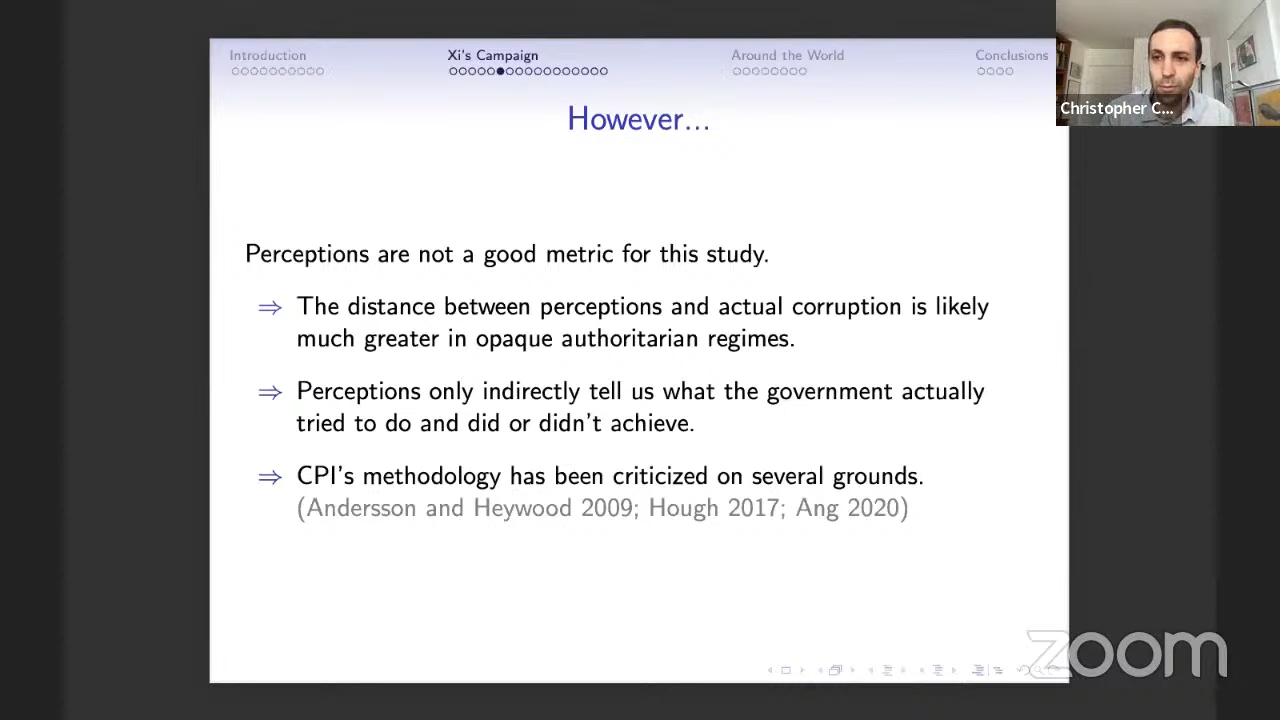 Introduction
Xi's Campaign
Around the World
Conclusions
Christopher C...
However...
Perceptions are not a good metric for this study.
⇒ The distance between perceptions and actual corruption is likely
much greater in opaque authoritarian regimes.
⇒ Perceptions only indirectly tell us what the government actually
tried to do and did or didn't achieve.
⇒ CPI's methodology has been criticized on several grounds.
(Andersson and Heywood 2009; Hough 2017; Ang 2020)
zoom